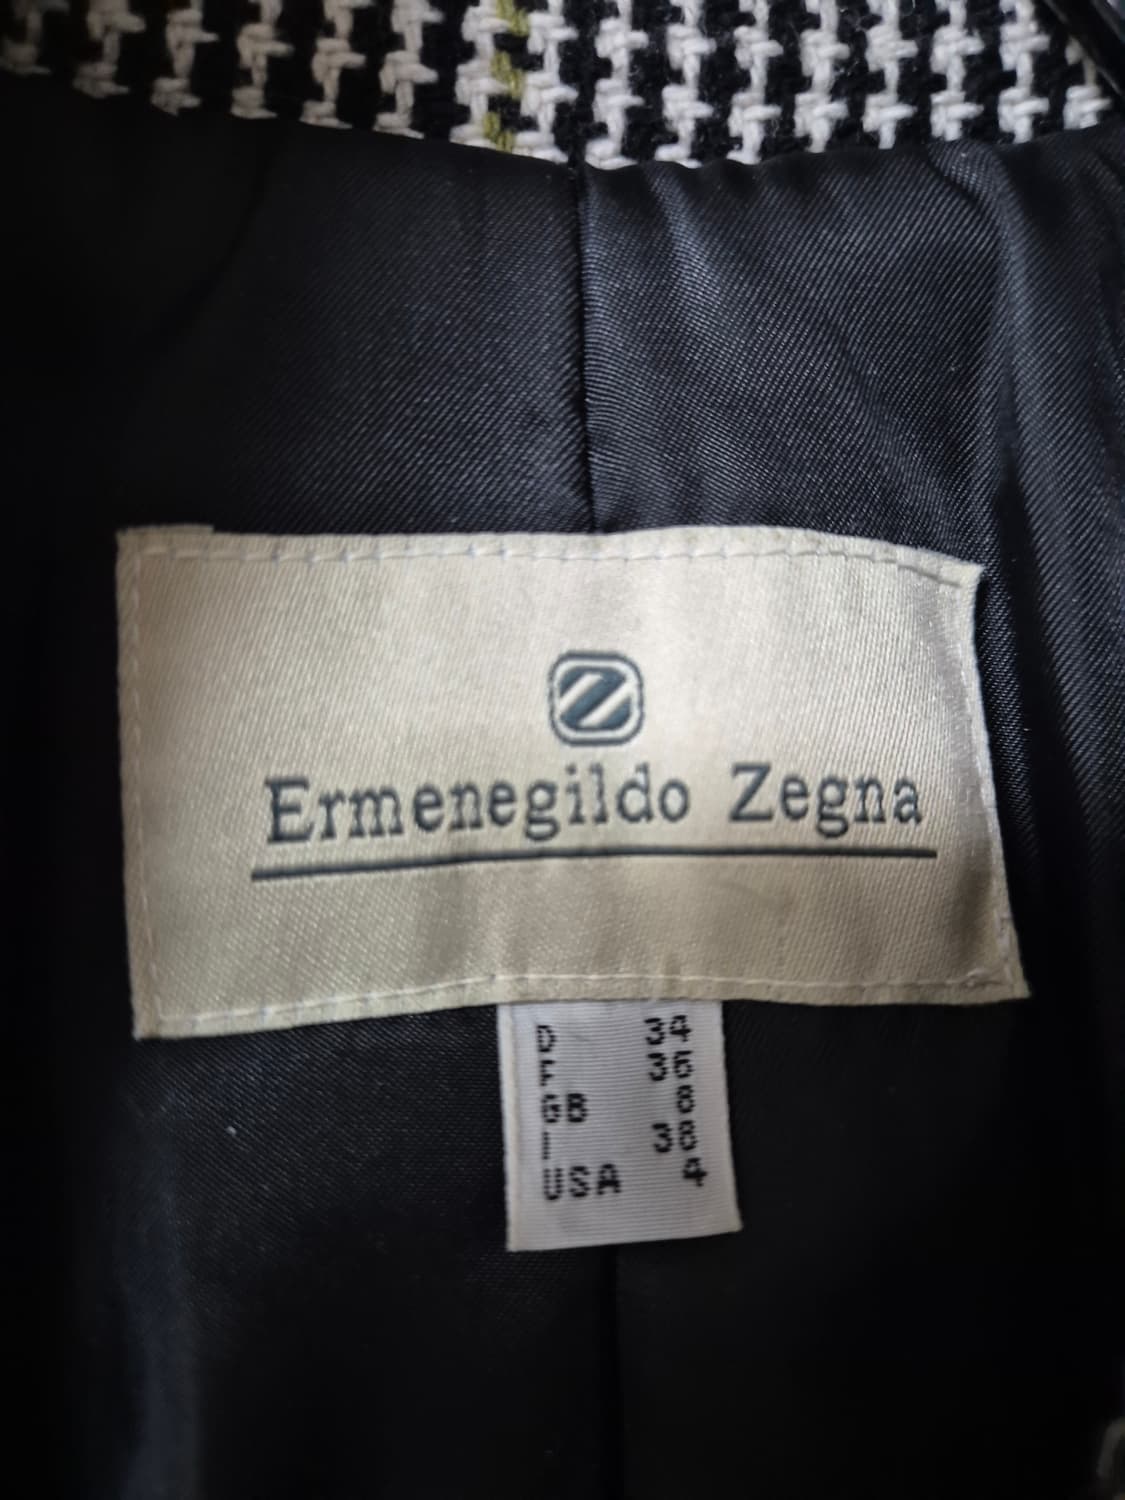 Z
Ermenegildo Zegna
D 34
F 36
GB 8
I 38
USA 4